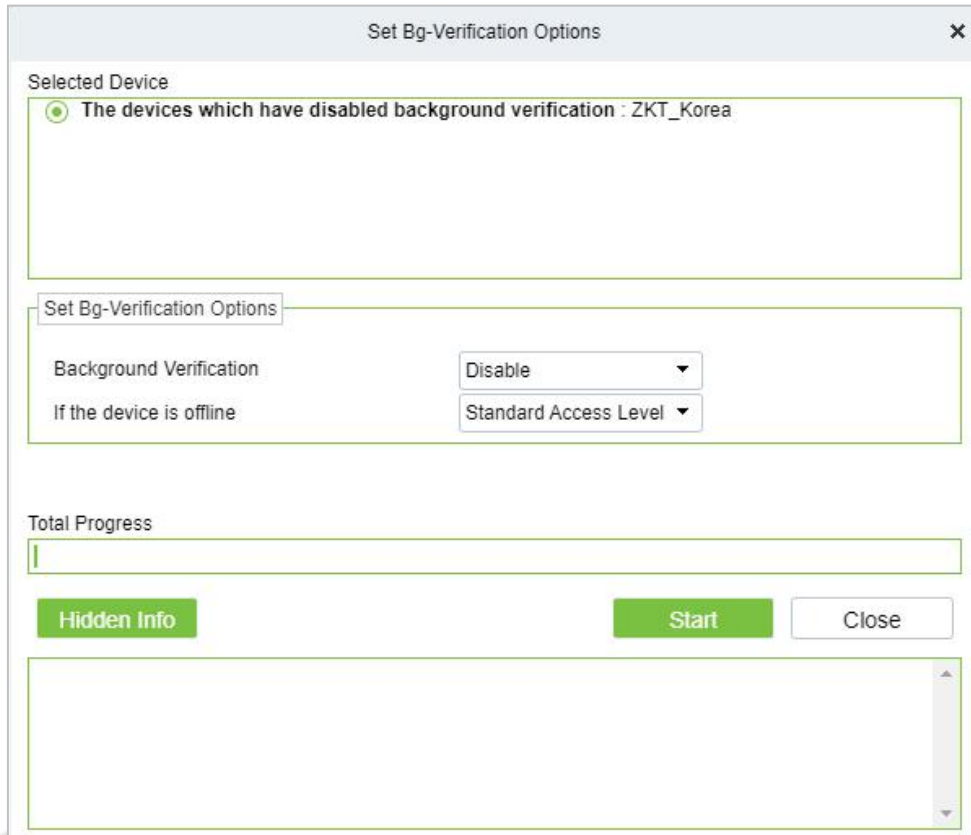 Set Bg-Verification Options
Selected Device
The devices which have disabled background verification : ZKT_Korea
Set Bg-Verification Options
Background Verification Disable
If the device is offline Standard Access Level
Total Progress
Hidden Info Start Close